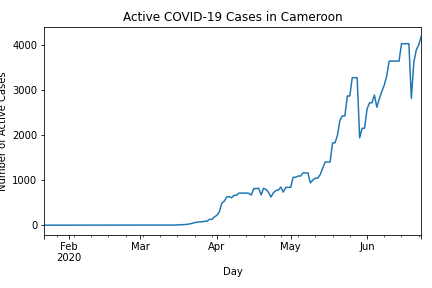 Active COVID-19 Cases in Cameroon
Number of Active Cases
4000
3000
2000
1000
0
Feb Mar Apr May Jun
2020
Day